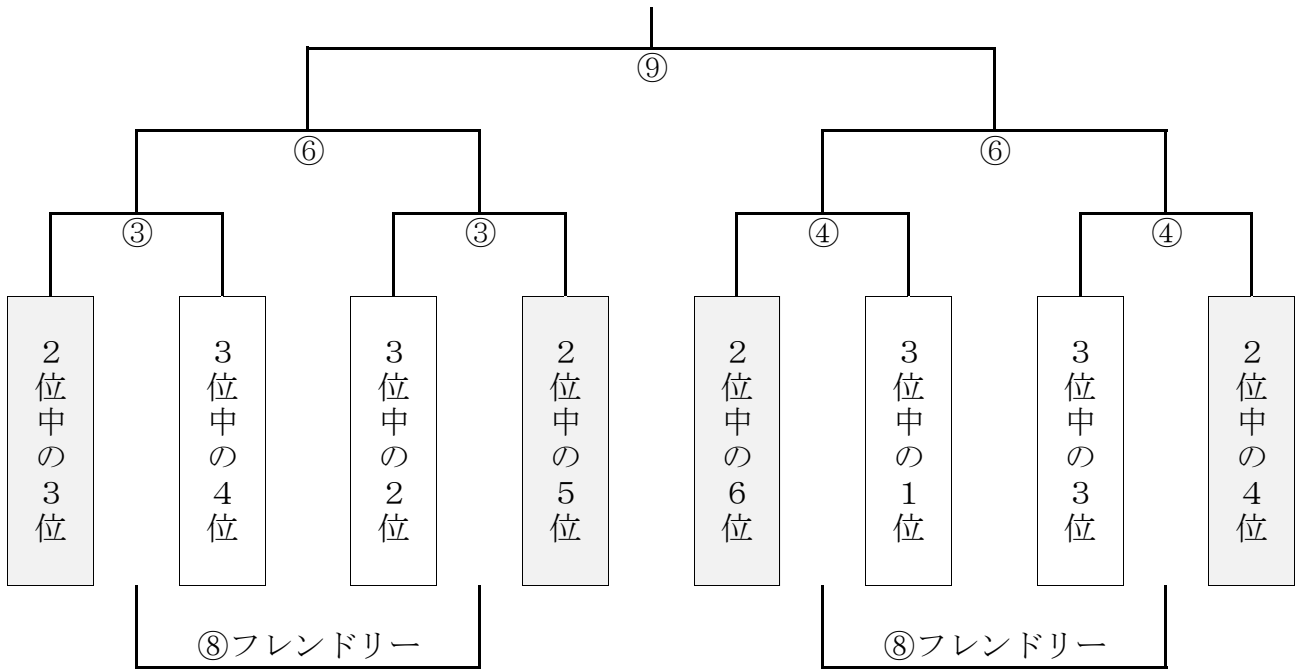 ⑨
⑥
⑥
③
③
④
④
２位中の３位
３位中の４位
３位中の２位
２位中の５位
２位中の６位
３位中の１位
３位中の３位
２位中の４位
⑧フレンドリー
⑧フレンドリー